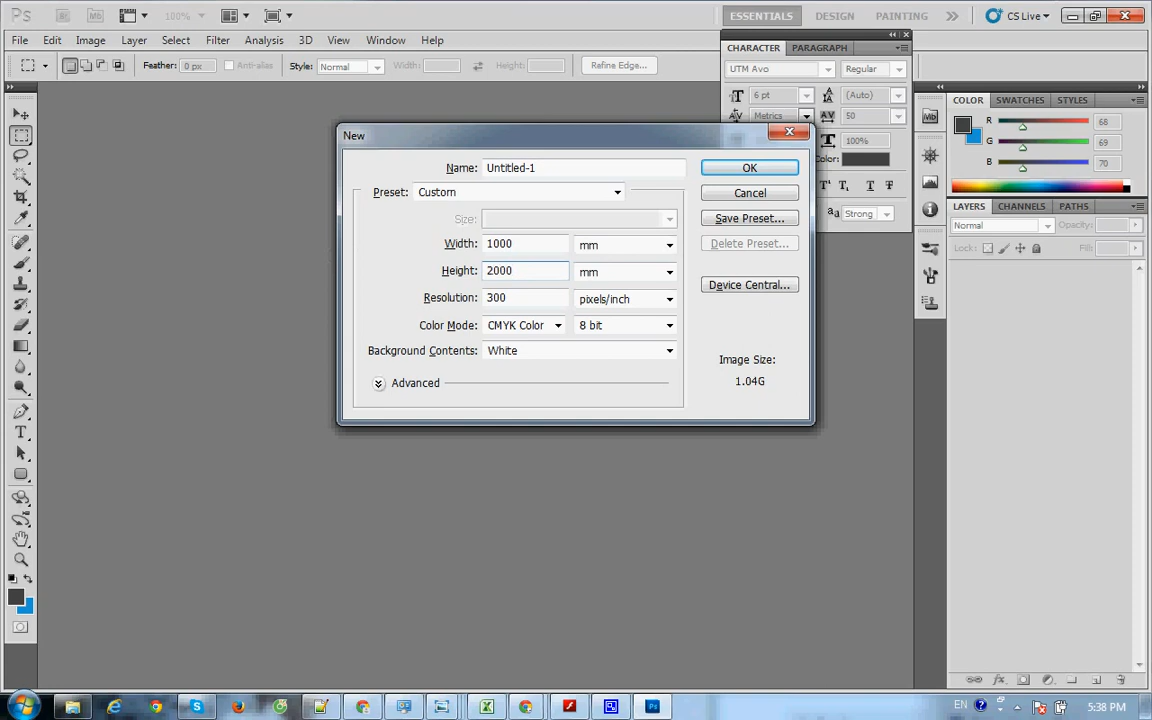 Ps Br Mb 100% ESSENTIALS DESIGN PAINTING CS Live
File Edit Image Layer Select Filter Analysis 3D View Window Help
Feather: 0 px Anti-alias Style: Normal Width: Height: Refine Edge...
CHARACTER PARAGRAPH
UTM Avo Regular
6 pt (Auto)
Metrics 50
100%
Color:
Strong
COLOR SWATCHES STYLES
R 68
G 69
B 70
LAYERS CHANNELS PATHS
Normal Opacity:
Lock: Fill:
New
Name: Untitled-1 OK
Preset: Custom Cancel
Size: Save Preset...
Width: 1000 mm Delete Preset...
Height: 2000 mm
Device Central...
Resolution: 300 pixels/inch
Color Mode: CMYK Color 8 bit
Background Contents: White
Image Size:
1.04G
Advanced
EN 5:38 PM